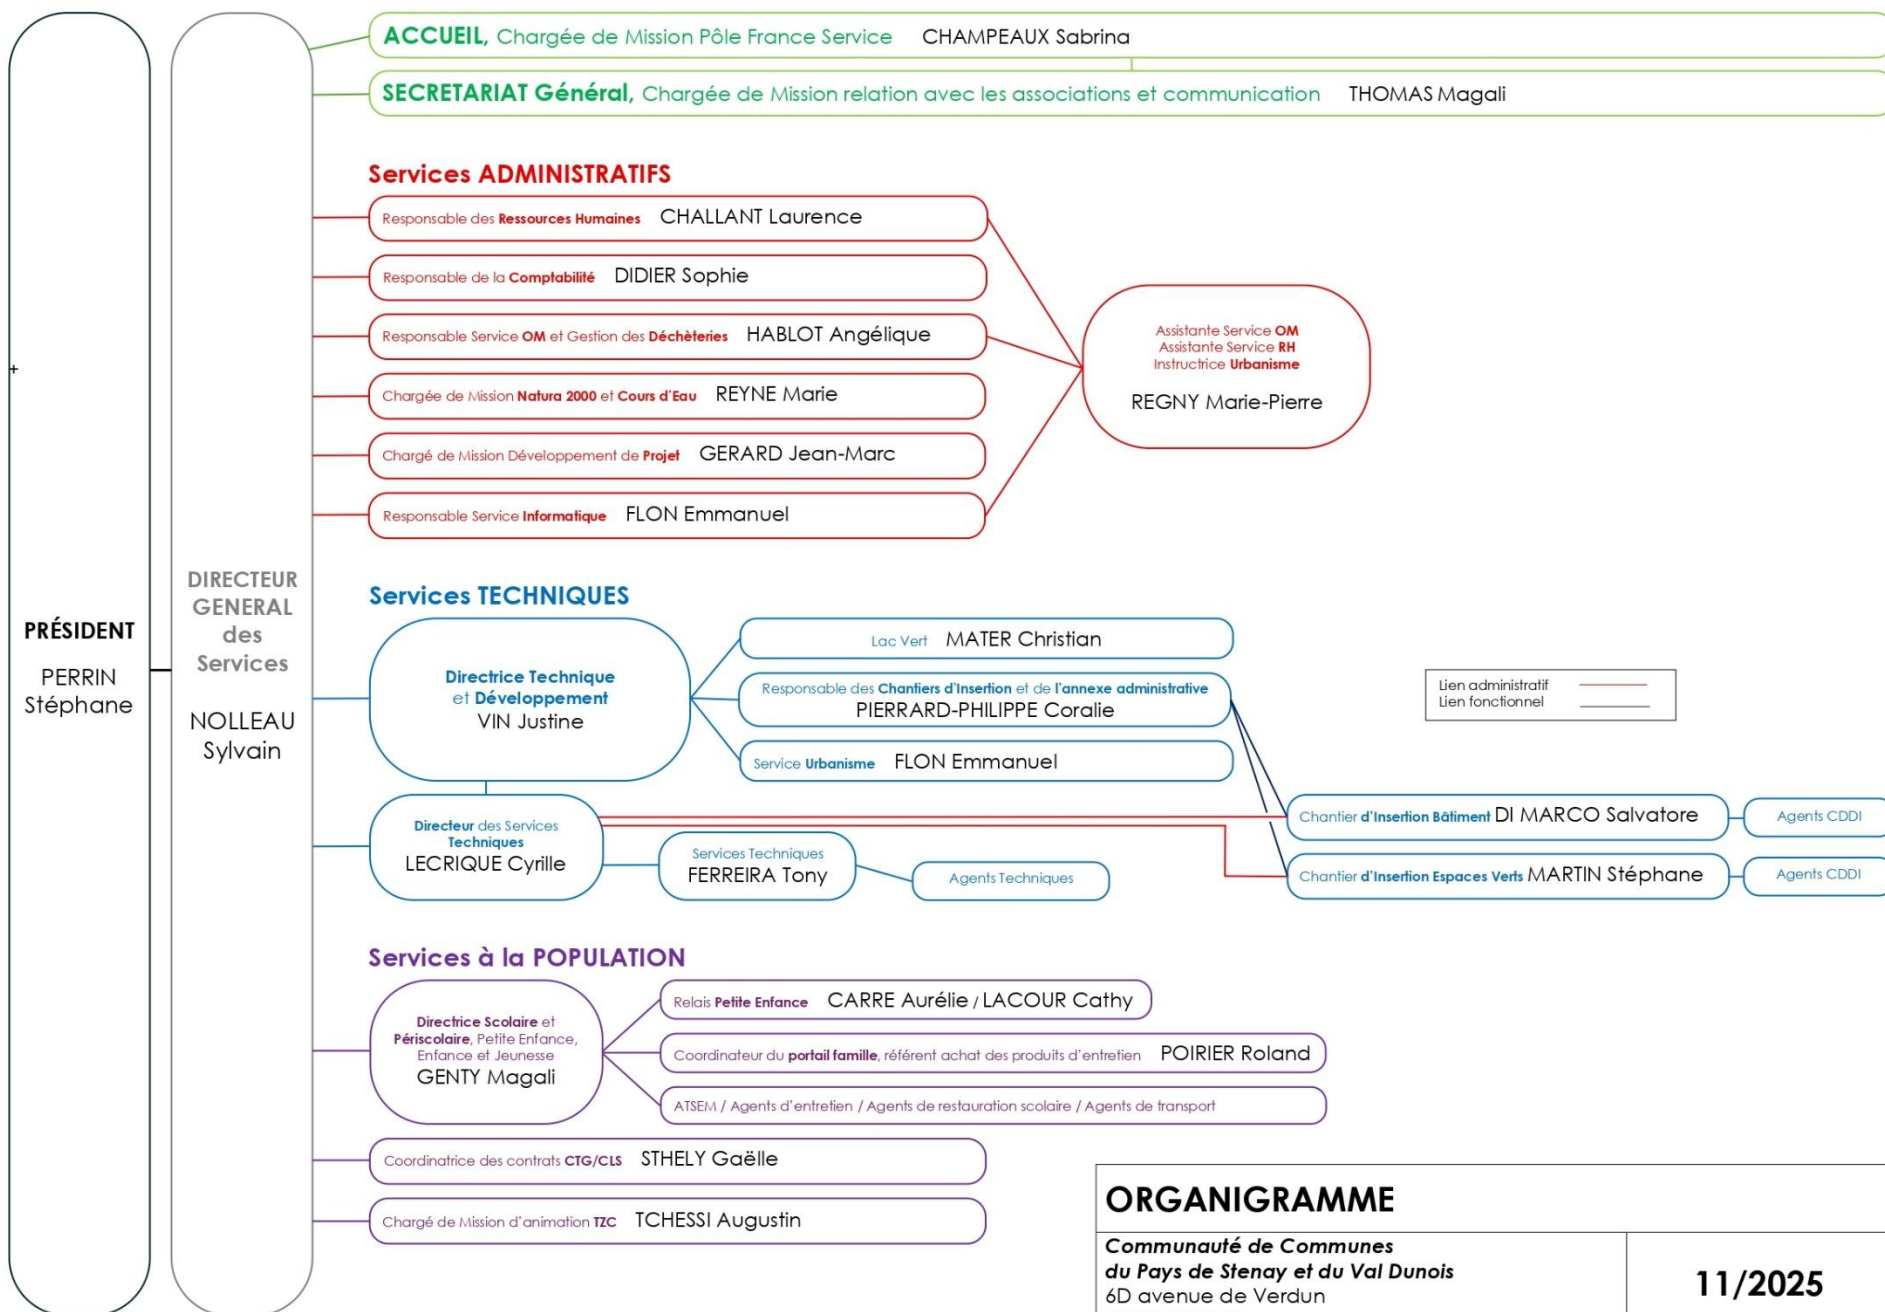 PRÉSIDENT
PERRIN
Stéphane
+
DIRECTEUR
GENERAL
des
Services
NOLLEAU
Sylvain
ACCUEIL, Chargée de Mission Pôle France Service CHAMPEAUX Sabrina
SECRETARIAT Général, Chargée de Mission relation avec les associations et communication THOMAS Magali
Services ADMINISTRATIFS
Responsable des Ressources Humaines CHALLANT Laurence
Responsable de la Comptabilité DIDIER Sophie
Responsable Service OM et Gestion des Déchèteries HABLOT Angélique
Chargée de Mission Natura 2000 et Cours d'Eau REYNE Marie
Chargé de Mission Développement de Projet GERARD Jean-Marc
Responsable Service Informatique FLON Emmanuel
Assistante Service OM
Assistante Service RH
Instructrice Urbanisme
REGNY Marie-Pierre
Services TECHNIQUES
Directrice Technique
et Développement
VIN Justine
Lac Vert MATER Christian
Responsable des Chantiers d'Insertion et de l'annexe administrative
PIERRARD-PHILIPPE Coralie
Service Urbanisme FLON Emmanuel
Lien administratif
Lien fonctionnel
Directeur des Services
Techniques
LECRIQUE Cyrille
Services Techniques
FERREIRA Tony
Agents Techniques
Chantier d'Insertion Bâtiment DI MARCO Salvatore
Agents CDDI
Chantier d'Insertion Espaces Verts MARTIN Stéphane
Agents CDDI
Services à la POPULATION
Directrice Scolaire et
Périscolaire, Petite Enfance,
Enfance et Jeunesse
GENTY Magali
Relais Petite Enfance CARRE Aurélie / LACOUR Cathy
Coordinateur du portail famille, référent achat des produits d'entretien POIRIER Roland
ATSEM / Agents d'entretien / Agents de restauration scolaire / Agents de transport
Coordinatrice des contrats CTG/CLS STHELY Gaëlle
Chargé de Mission d'animation TZC TCHESSI Augustin
ORGANIGRAMME
Communauté de Communes
du Pays de Stenay et du Val Dunois
6D avenue de Verdun
11/2025